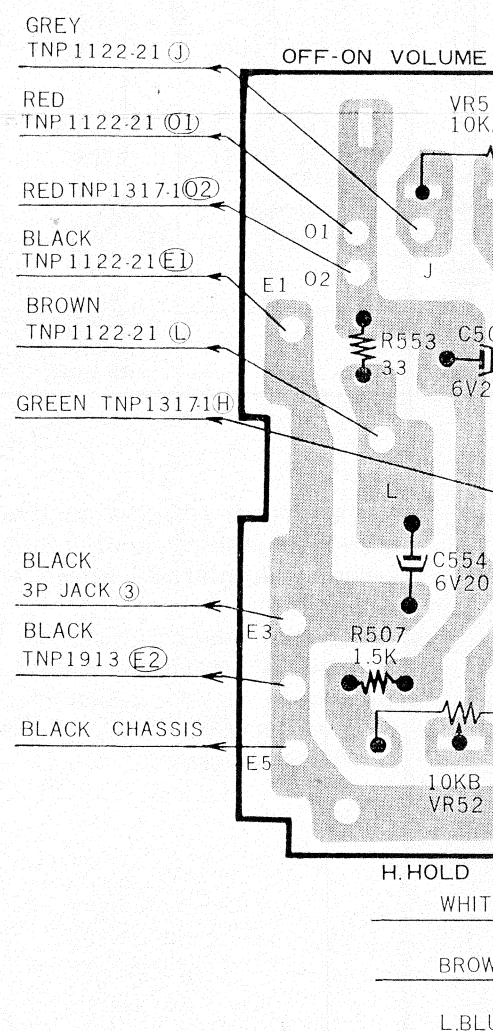 GREY
TNP1122-21 Ⓙ
OFF-ON VOLUME
RED
TNP1122-21 (O1)
VR5
10K
RED TNP1317-1 (O2)
BLACK
TNP1122-21 (E1)
O1
O2
J
E1
BROWN
TNP1122-21 Ⓛ
R553
33
C50
6V2
GREEN TNP1317-1 Ⓗ
L
BLACK
3P JACK ③
C554
6V20
E3
BLACK
TNP1913 (E2)
R507
1.5K
BLACK CHASSIS
E5
10KB
VR52
H.HOLD
WHIT
BROW
L.BLU